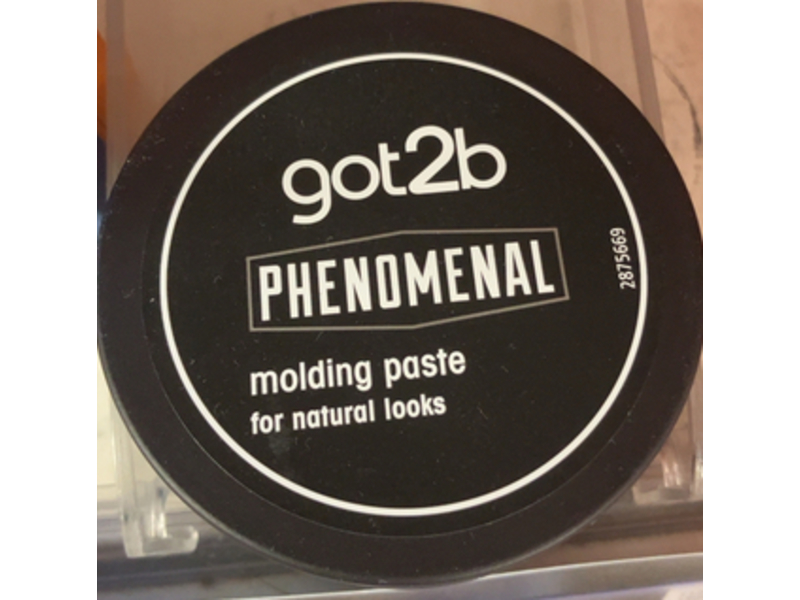 got2b
PHENOMENAL
molding paste
for natural looks
2875669